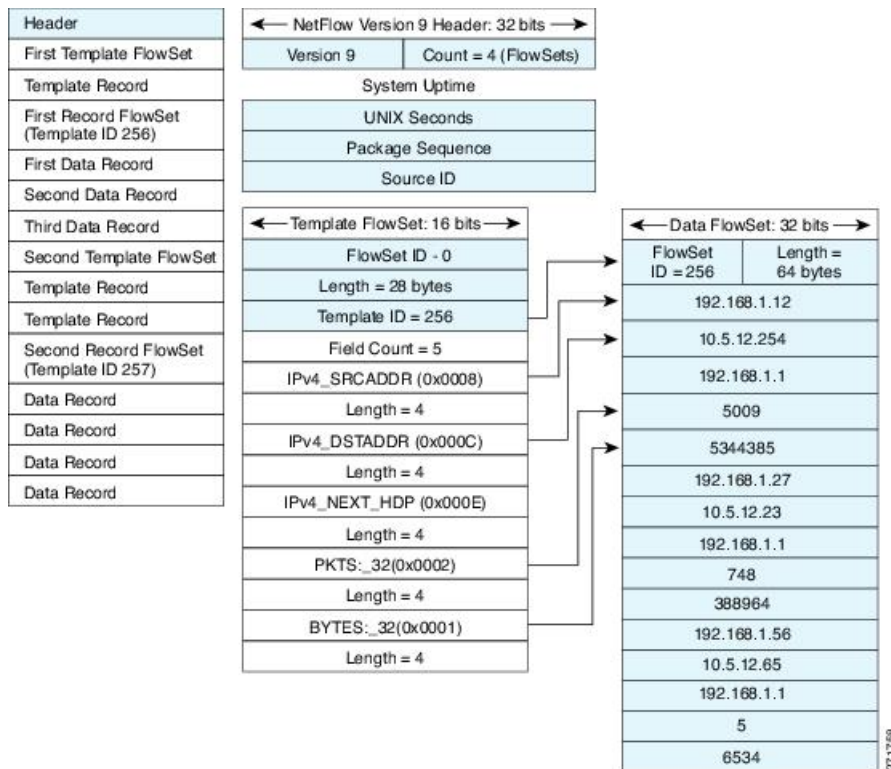 Header
First Template FlowSet
Template Record
First Record FlowSet
(Template ID 256)
First Data Record
Second Data Record
Third Data Record
Second Template FlowSet
Template Record
Template Record
Second Record FlowSet
(Template ID 257)
Data Record
Data Record
Data Record
Data Record
NetFlow Version 9 Header: 32 bits
Version 9
Count = 4 (FlowSets)
System Uptime
UNIX Seconds
Package Sequence
Source ID
Template FlowSet: 16 bits
FlowSet ID - 0
Length = 28 bytes
Template ID = 256
Field Count = 5
IPv4_SRCADDR (0x0008)
Length = 4
IPv4_DSTADDR (0x000C)
Length = 4
IPv4_NEXT_HDP (0x000E)
Length = 4
PKTS:_32(0x0002)
Length = 4
BYTES:_32(0x0001)
Length = 4
Data FlowSet: 32 bits
FlowSet
ID = 256
Length =
64 bytes
192.168.1.12
10.5.12.254
192.168.1.1
5009
5344385
192.168.1.27
10.5.12.23
192.168.1.1
748
388964
192.168.1.56
10.5.12.65
192.168.1.1
5
6534